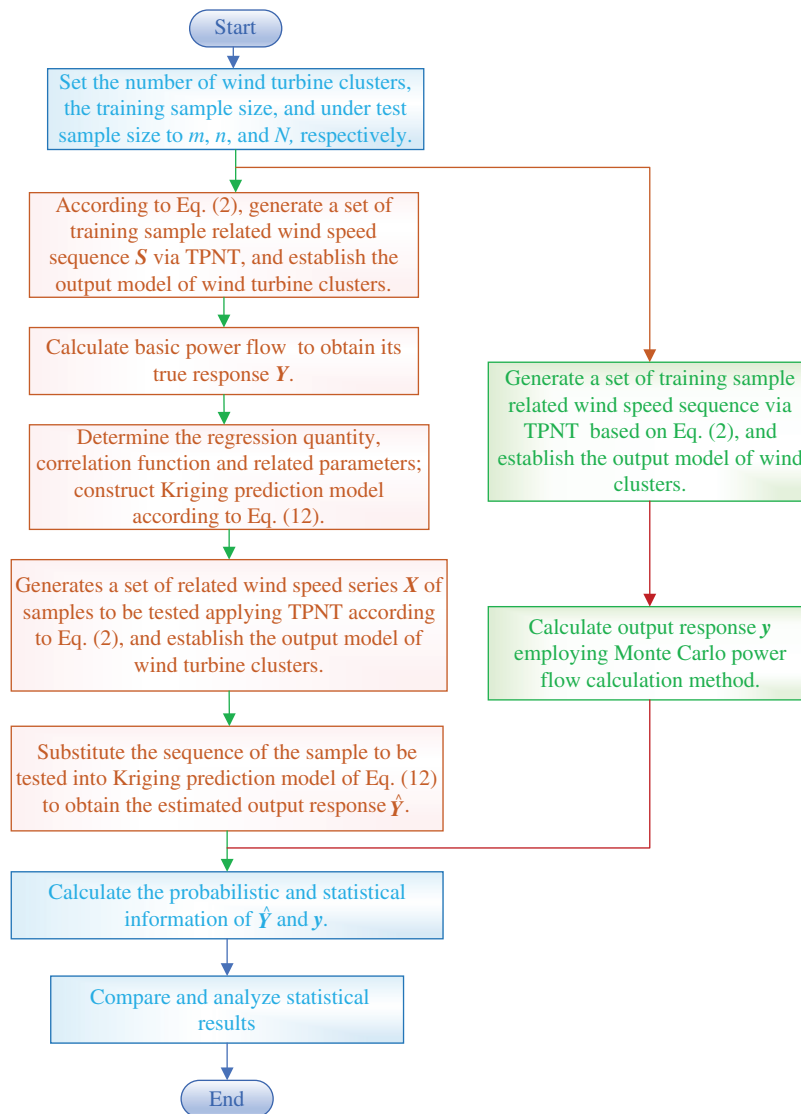 Start
Set the number of wind turbine clusters,
the training sample size, and under test
sample size to m, n, and N, respectively.
According to Eq. (2), generate a set of
training sample related wind speed
sequence S via TPNT, and establish the
output model of wind turbine clusters.
Calculate basic power flow to obtain its
true response Y.
Determine the regression quantity,
correlation function and related parameters;
construct Kriging prediction model
according to Eq. (12).
Generates a set of related wind speed series X of
samples to be tested applying TPNT according
to Eq. (2), and establish the output model of
wind turbine clusters.
Substitute the sequence of the sample to be
tested into Kriging prediction model of Eq. (12)
to obtain the estimated output response Ŷ.
Generate a set of training sample
related wind speed sequence via
TPNT based on Eq. (2), and
establish the output model of wind
clusters.
Calculate output response y
employing Monte Carlo power
flow calculation method.
Calculate the probabilistic and statistical
information of Ŷ and y.
Compare and analyze statistical
results
End